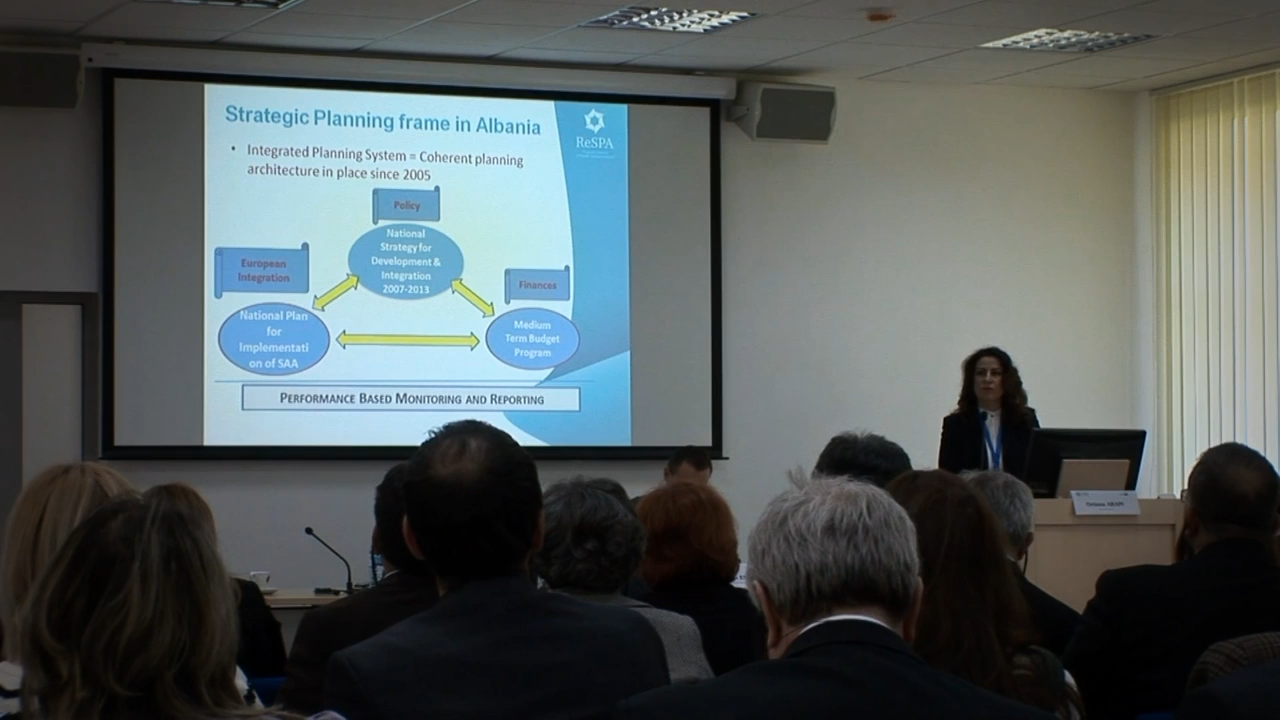 Strategic Planning frame in Albania
ReSPA
• Integrated Planning System = Coherent planning
architecture in place since 2005
Policy
National
Strategy for
Development &
Integration
2007-2013
European
Integration
Finances
National Plan
for
Implementati
on of SAA
Medium
Term Budget
Program
PERFORMANCE BASED MONITORING AND REPORTING